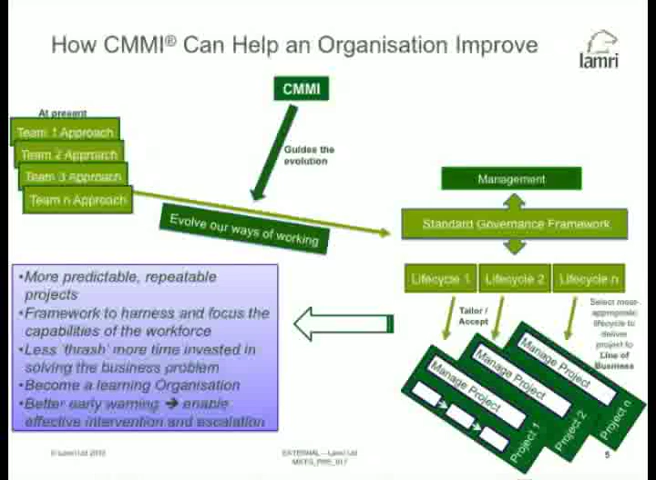 How CMMI® Can Help an Organisation Improve
lamri
CMMI
At present
Team 1 Approach
Team 2 Approach
Team 3 Approach
Team n Approach
Guides the
evolution
Evolve our ways of working
Management
Standard Governance Framework
Lifecycle 1
Lifecycle 2
Lifecycle n
Tailor /
Accept
Select most-
appropriate
lifecycle to
deliver
project to
Line of
Business
Manage Project
Manage Project
Manage Project
Project 1
Project 2
Project n
•More predictable, repeatable
projects
•Framework to harness and focus the
capabilities of the workforce
•Less 'thrash' more time invested in
solving the business problem
•Become a learning Organisation
•Better early warning ➔ enable
effective intervention and escalation
© Lamri Ltd
EXTERNAL – Lamri Ltd
5